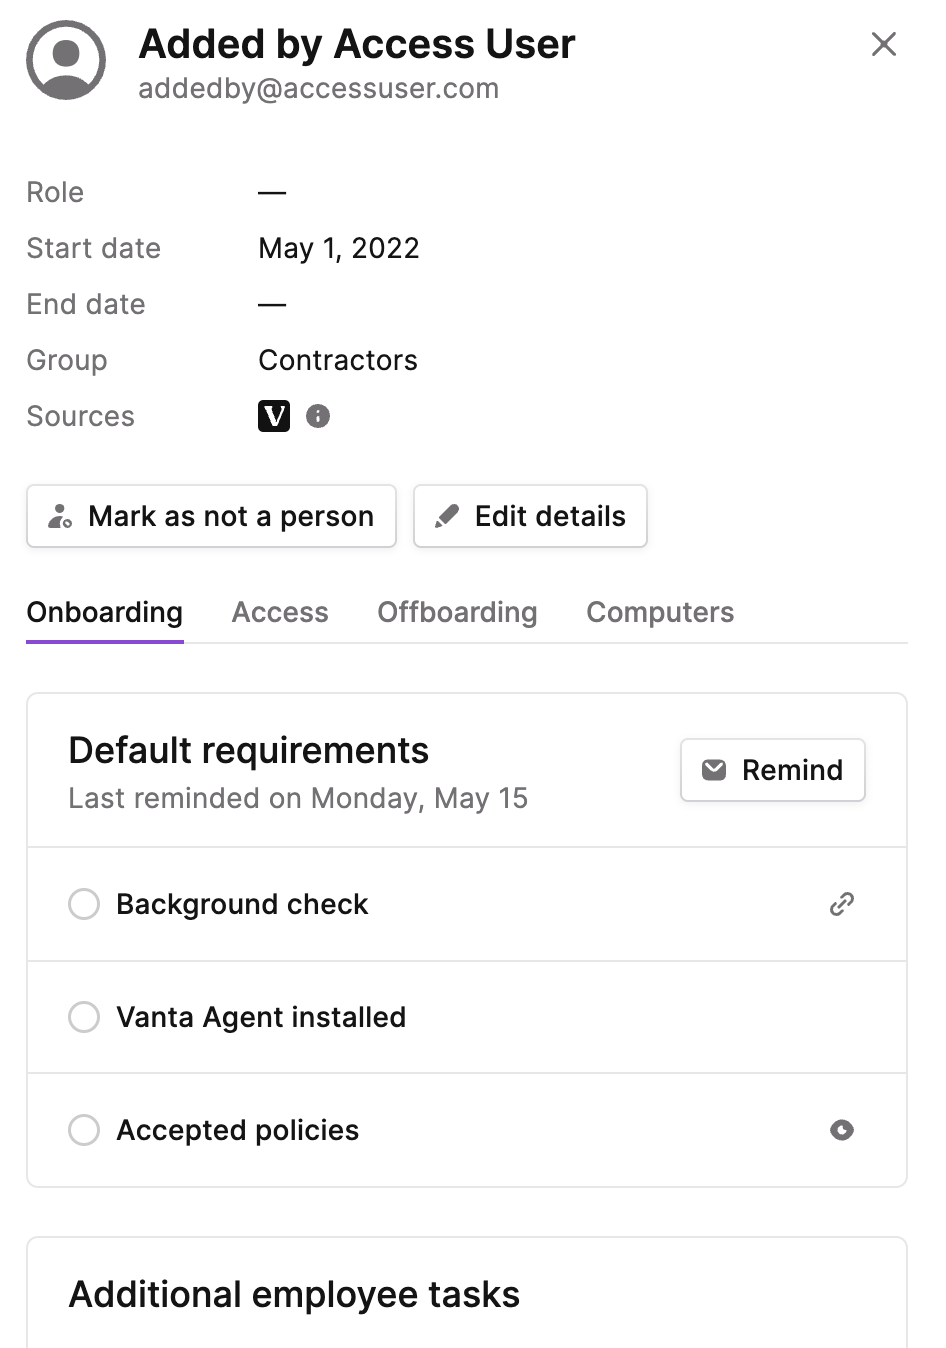 Added by Access User
addedby@accessuser.com
Role —
Start date May 1, 2022
End date —
Group Contractors
Sources V
Mark as not a person Edit details
Onboarding Access Offboarding Computers
Default requirements
Remind
Last reminded on Monday, May 15
Background check
Vanta Agent installed
Accepted policies
Additional employee tasks